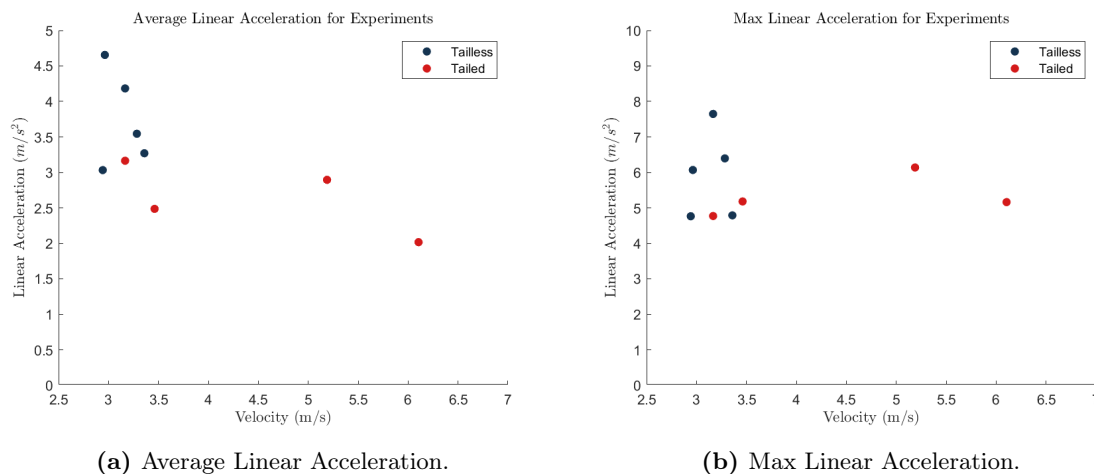 Average Linear Acceleration for Experiments
5
4.5
4
3.5
3
2.5
2
1.5
1
0.5
0
Linear Acceleration (m/s²)
Tailless
Tailed
2.5 3 3.5 4 4.5 5 5.5 6 6.5 7
Velocity (m/s)
(a) Average Linear Acceleration.
Max Linear Acceleration for Experiments
10
9
8
7
6
5
4
3
2
1
0
Linear Acceleration (m/s²)
Tailless
Tailed
2.5 3 3.5 4 4.5 5 5.5 6 6.5 7
Velocity (m/s)
(b) Max Linear Acceleration.